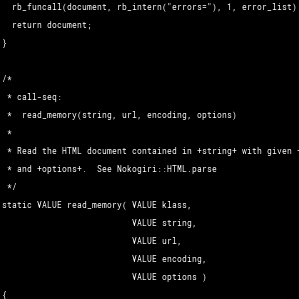 rb_funcall(document, rb_intern("errors="), 1, error_list)
return document;
}
/*
* call-seq:
*  read_memory(string, url, encoding, options)
*
* Read the HTML document contained in +string+ with given
* and +options+.  See Nokogiri::HTML.parse
*/
static VALUE read_memory( VALUE klass,
VALUE string,
VALUE url,
VALUE encoding,
VALUE options )
{